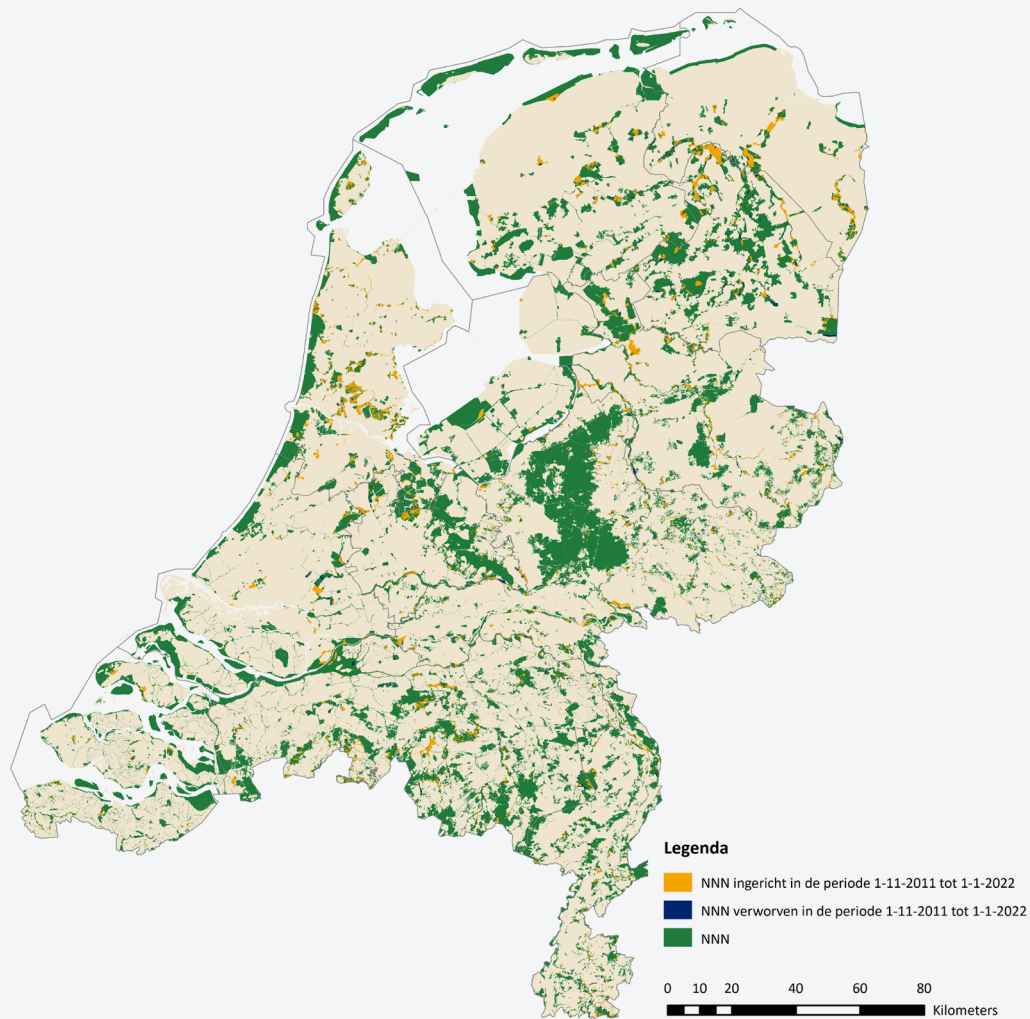 Legenda
NNN ingericht in de periode 1-11-2011 tot 1-1-2022
NNN verworven in de periode 1-11-2011 tot 1-1-2022
NNN
0 10 20 40 60 80
Kilometers